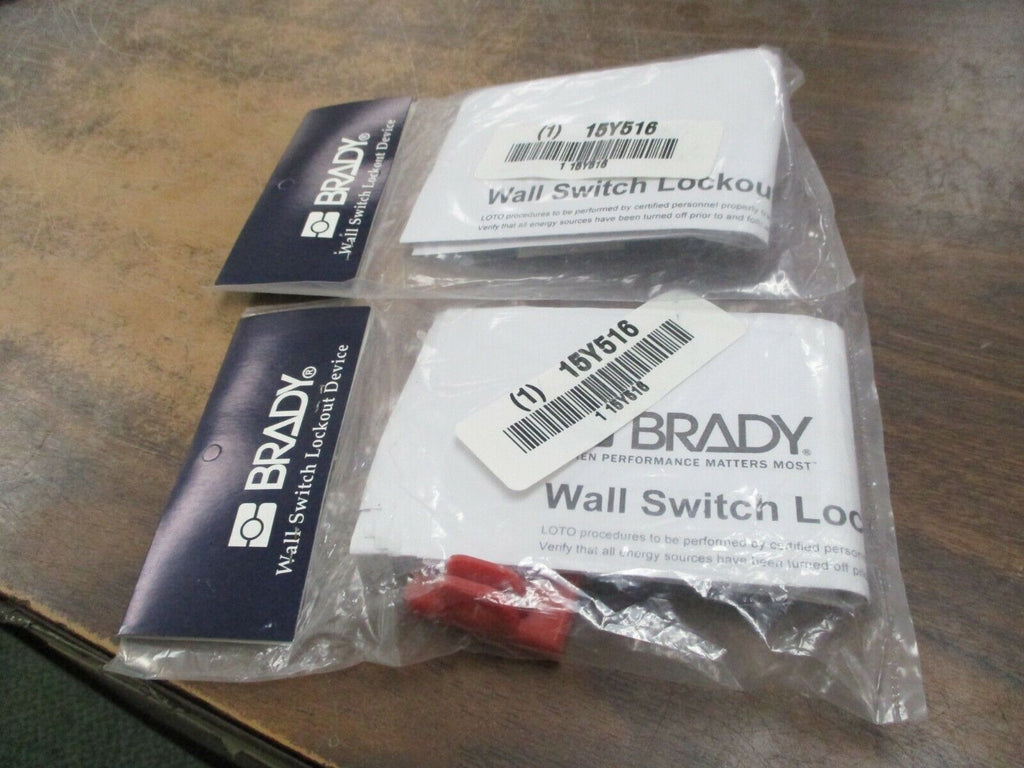 BRADY®
Wall Switch Lockout Device
(1) 15Y516
1 15Y516
Wall Switch Lockou
LOTO procedures to be performed by certified personnel properly
Verify that all energy sources have been turned off prior to and
BRADY®
Wall Switch Lockout Device
(1) 15Y516
1 15Y516
BRADY®
EN PERFORMANCE MATTERS MOST™
Wall Switch Loc
LOTO procedures to be performed by certified person
Verify that all energy sources have been turned off